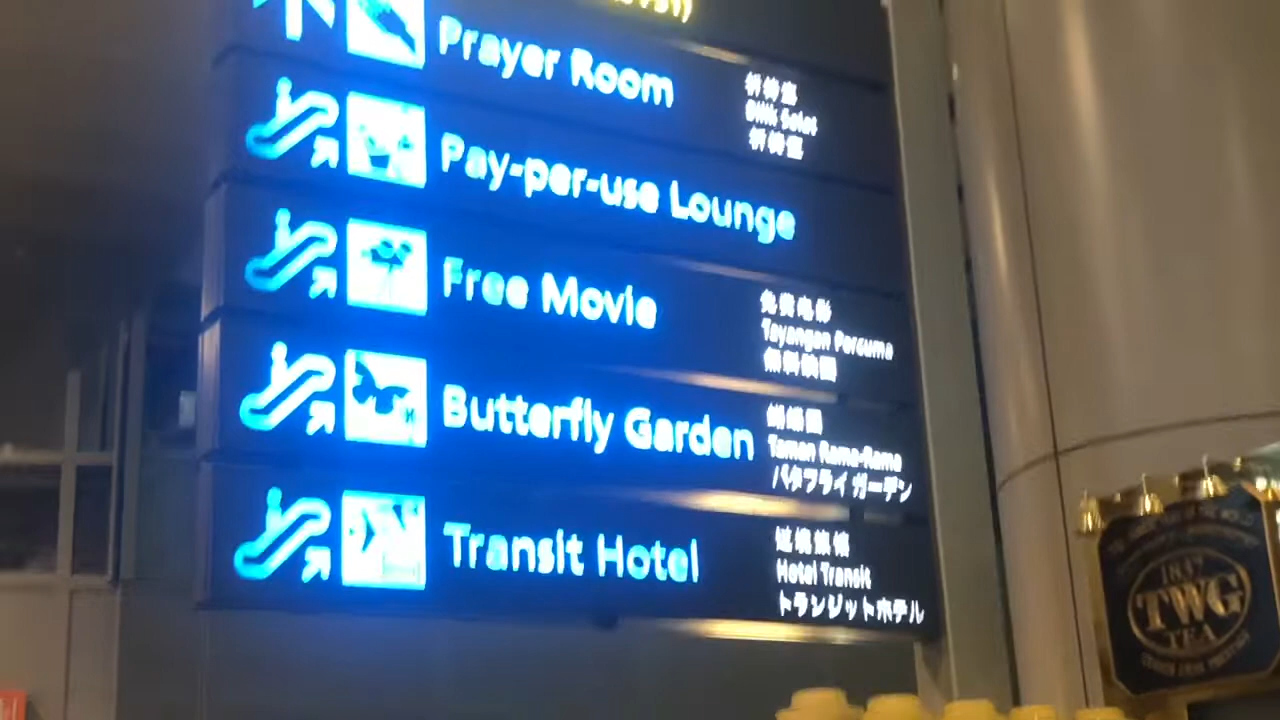 Prayer Room
祈祷室
Bilik Solat
祈祷室
Pay-per-use Lounge
Free Movie
免费电影
Tayangan Percuma
無料映画
Butterfly Garden
蝴蝶园
Taman Rama-Rama
バタフライ ガーデン
Transit Hotel
过境旅馆
Hotel Transit
トランジットホテル
1837
TWG
TEA